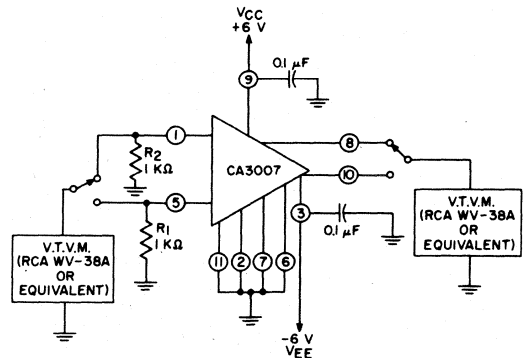 VCC
+6 V
0.1 µF
9
1
8
R2
1 KΩ
CA3007
10
5
3
R1
1 KΩ
0.1 µF
V.T.V.M.
(RCA WV-38A
OR
EQUIVALENT)
V.T.V.M.
(RCA WV-38A
OR
EQUIVALENT)
11
2
7
6
-6 V
VEE